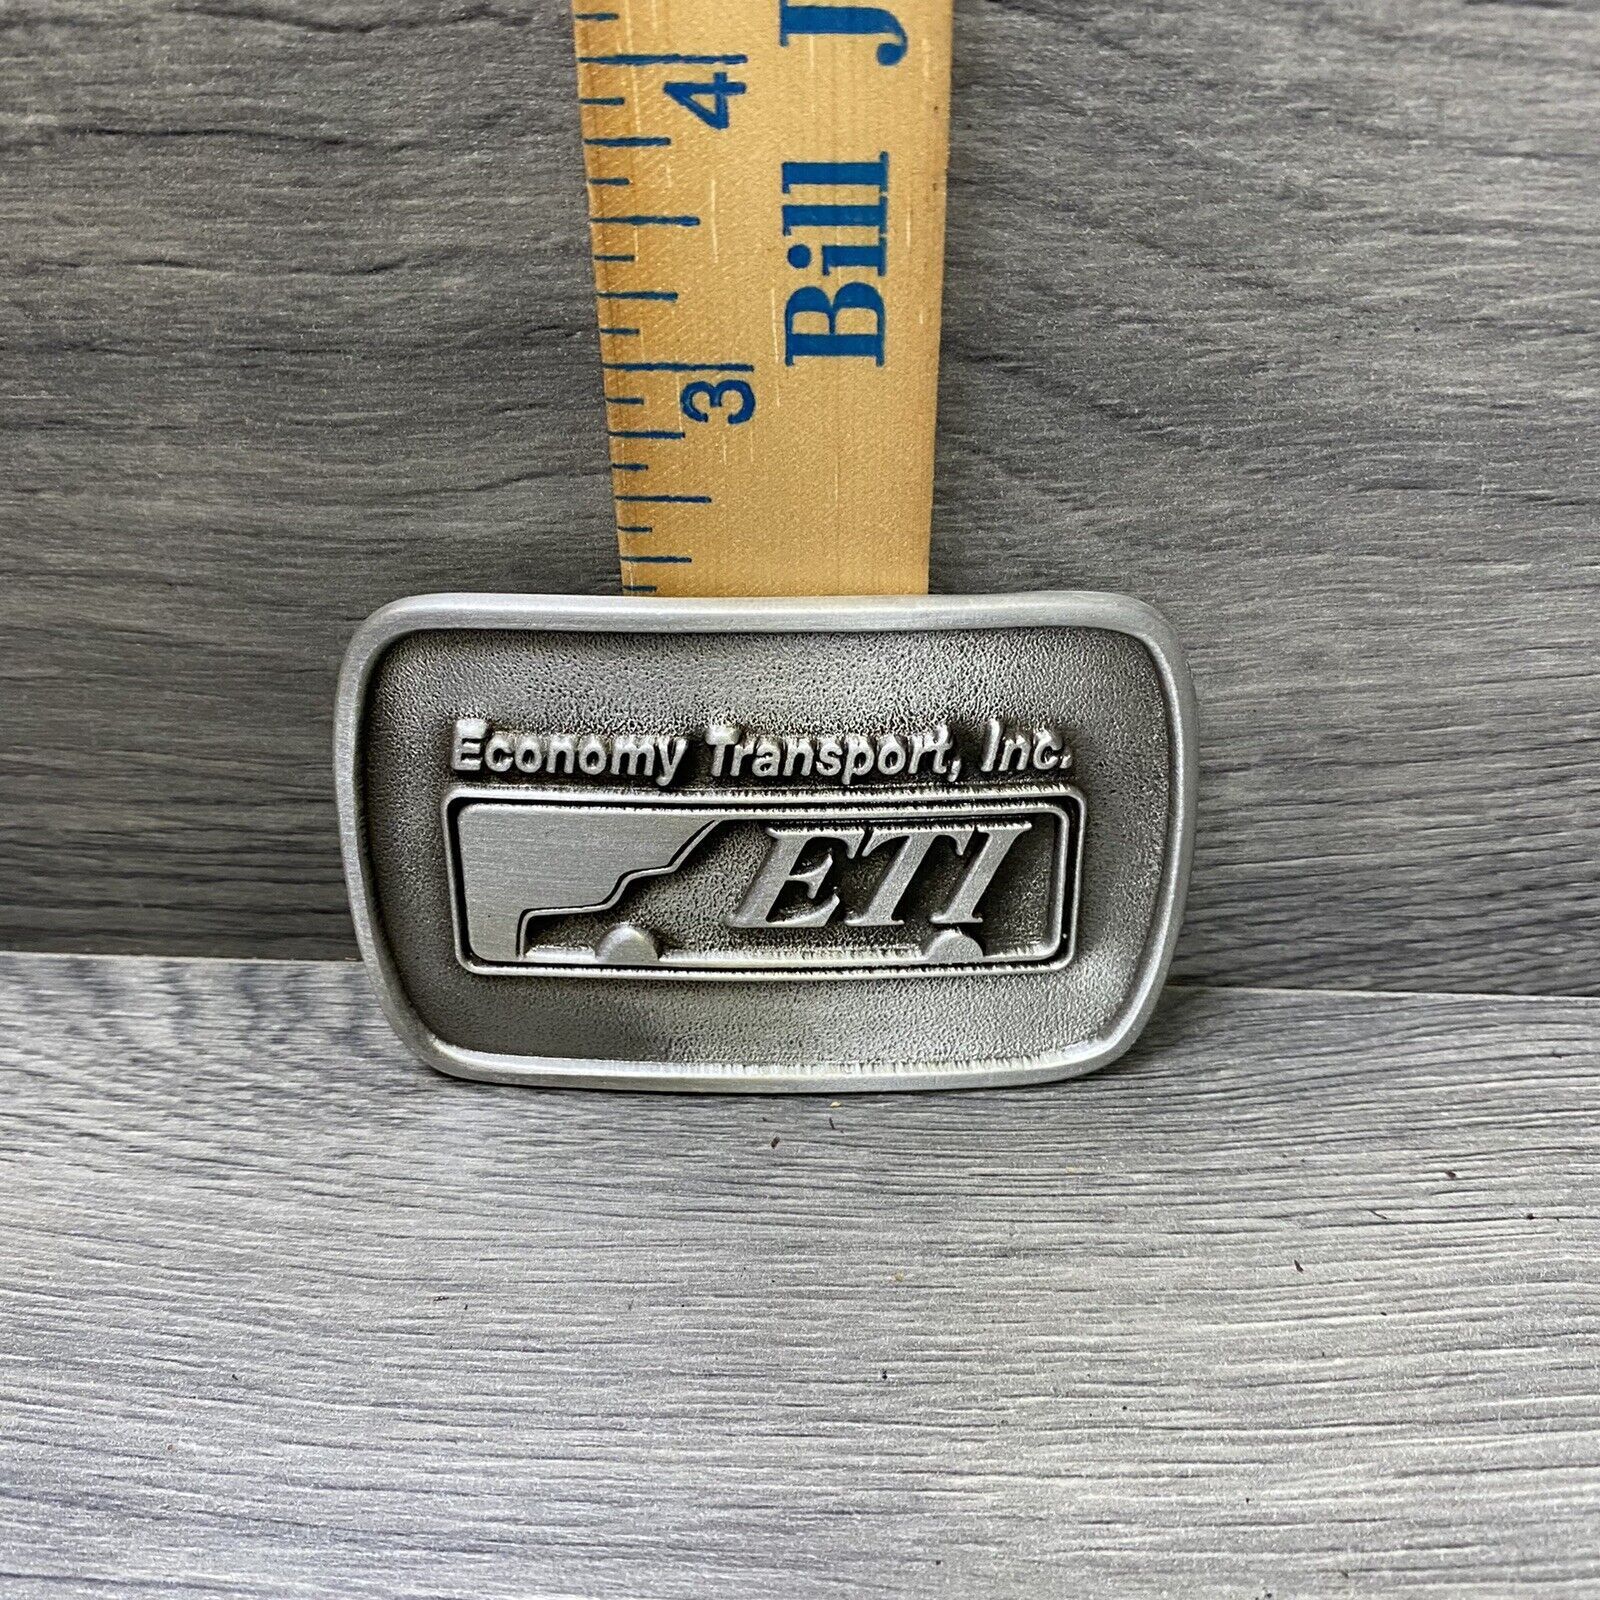 4
3
Bill J
Economy Transport, Inc.
ETI